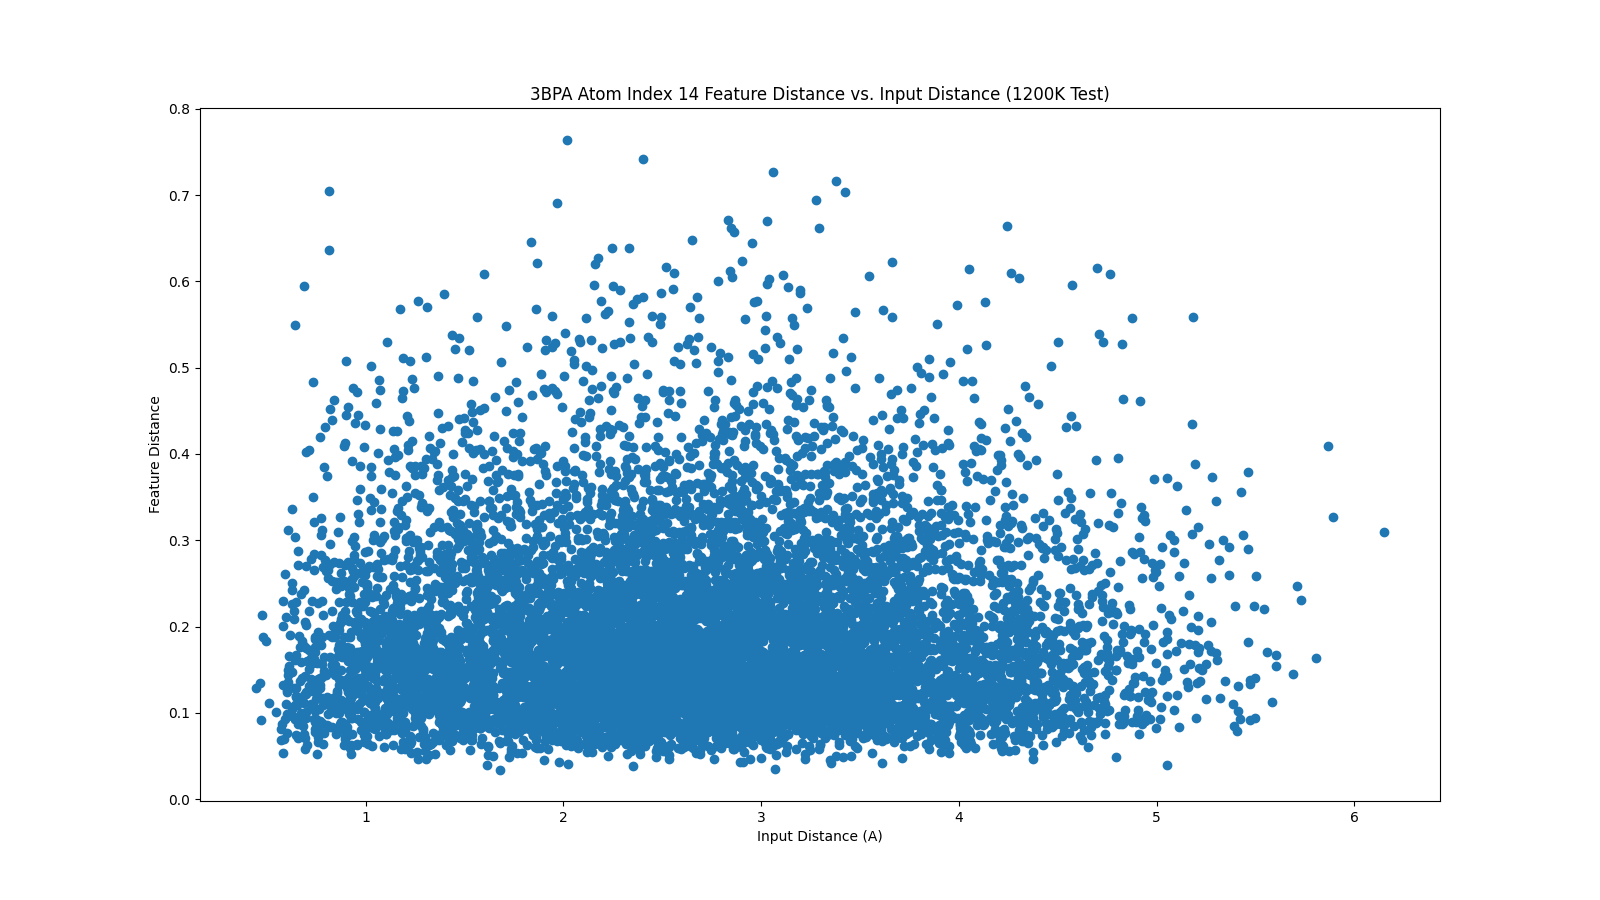 3BPA Atom Index 14 Feature Distance vs. Input Distance (1200K Test)
0.8
0.7
0.6
0.5
0.4
0.3
0.2
0.1
0.0
Feature Distance
1 2 3 4 5 6
Input Distance (A)